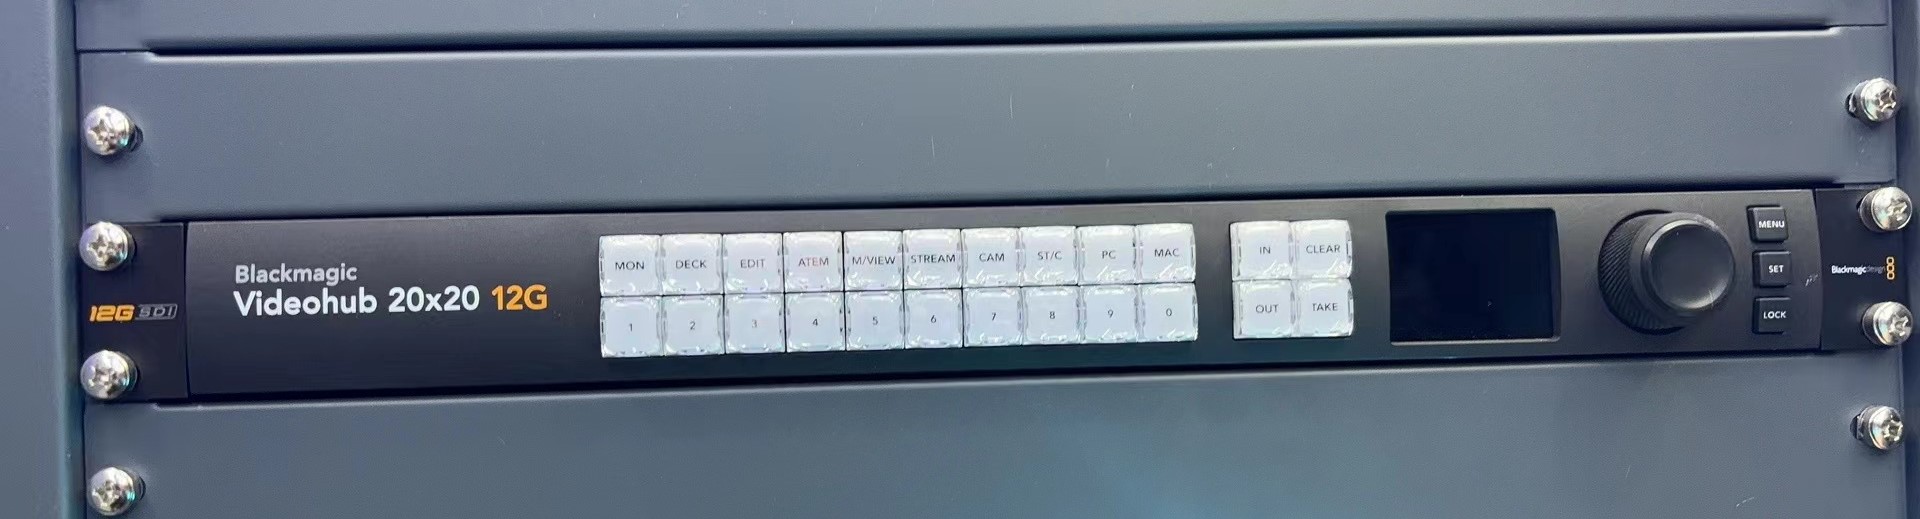 12G SDI
Blackmagic
Videohub 20x20 12G
MON DECK EDIT ATEM M/VIEW STREAM CAM ST/C PC MAC
1 2 3 4 5 6 7 8 9 0
IN CLEAR
OUT TAKE
MENU
SET
LOCK
Blackmagicdesign